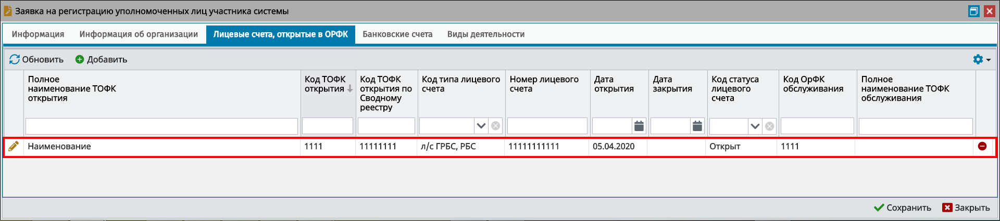 Заявка на регистрацию уполномоченных лиц участника системы
Информация Информация об организации Лицевые счета, открытые в ОРФК Банковские счета Виды деятельности
Обновить Добавить
Полное
наименование ТОФК
открытия
Код ТОФК
открытия
Код ТОФК
открытия по
Сводному
реестру
Код типа лицевого
счета
Номер лицевого
счета
Дата
открытия
Дата
закрытия
Код статуса
лицевого
счета
Код ОрФК
обслуживания
Полное
наименование ТОФК
обслуживания
Наименование 1111 11111111 л/с ГРБС, РБС 11111111111 05.04.2020 Открыт 1111
Сохранить Закрыть